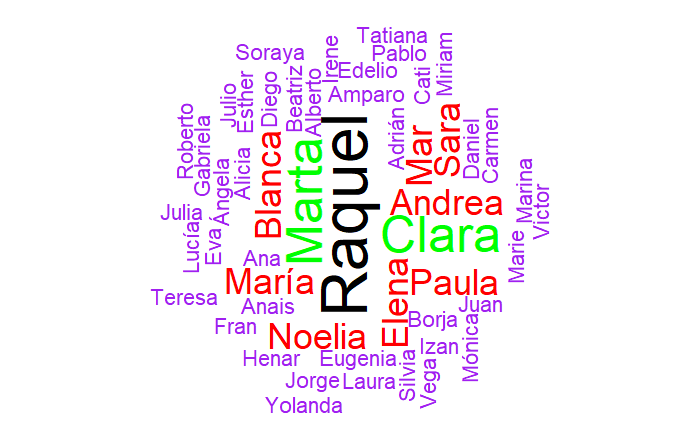 Tatiana
Soraya
Irene
Pablo
Edelio
Cati
Miriam
Julio
Esther
Diego
Beatriz
Alberto
Amparo
Roberto
Gabriela
Alicia
Blanca
Marta
Raquel
Adrián
Mar
Sara
Daniel
Carmen
Julia
Ángela
Andrea
Marina
Victor
Lucía
Eva
Clara
Marie
Ana
María
Elena
Paula
Teresa
Anais
Juan
Fran
Noelia
Borja
Henar
Eugenia
Izan
Mónica
Jorge
Laura
Silvia
Vega
Yolanda